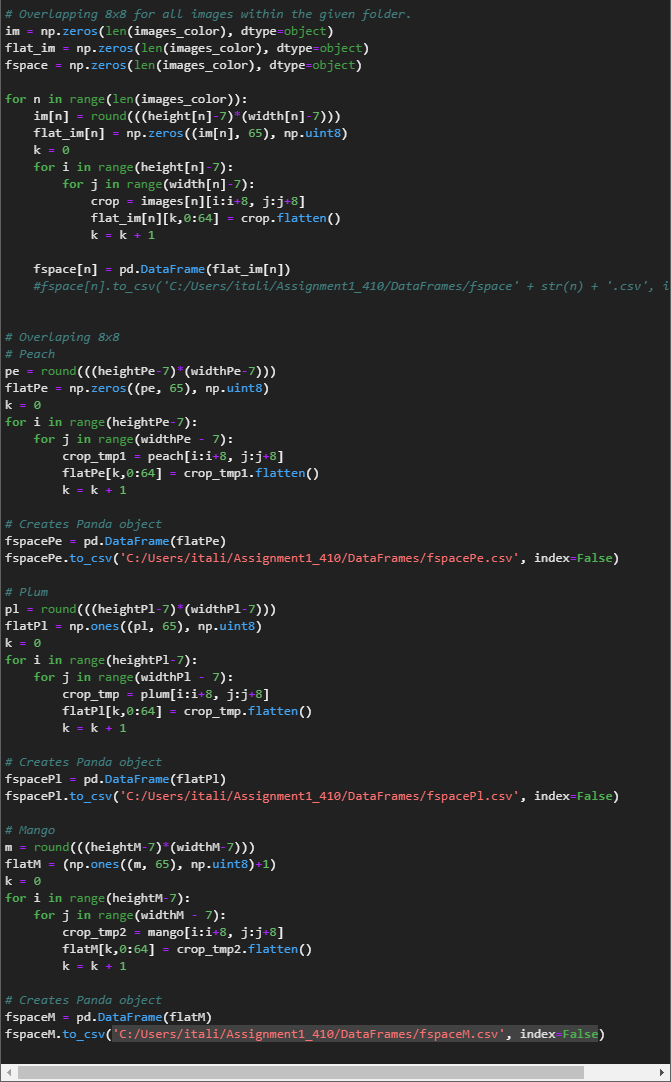 # Overlapping 8x8 for all images within the given folder.
im = np.zeros(len(images_color), dtype=object)
flat_im = np.zeros(len(images_color), dtype=object)
fspace = np.zeros(len(images_color), dtype=object)

for n in range(len(images_color)):
    im[n] = round(((height[n]-7)*(width[n]-7)))
    flat_im[n] = np.zeros((im[n], 65), np.uint8)
    k = 0
    for i in range(height[n]-7):
        for j in range(width[n]-7):
            crop = images[n][i:i+8, j:j+8]
            flat_im[n][k,0:64] = crop.flatten()
            k = k + 1

    fspace[n] = pd.DataFrame(flat_im[n])
    #fspace[n].to_csv('C:/Users/itali/Assignment1_410/DataFrames/fspace' + str(n) + '.csv', i

# Overlaping 8x8
# Peach
pe = round(((heightPe-7)*(widthPe-7)))
flatPe = np.zeros((pe, 65), np.uint8)
k = 0
for i in range(heightPe-7):
    for j in range(widthPe - 7):
        crop_tmp1 = peach[i:i+8, j:j+8]
        flatPe[k,0:64] = crop_tmp1.flatten()
        k = k + 1

# Creates Panda object
fspacePe = pd.DataFrame(flatPe)
fspacePe.to_csv('C:/Users/itali/Assignment1_410/DataFrames/fspacePe.csv', index=False)

# Plum
pl = round(((heightPl-7)*(widthPl-7)))
flatPl = np.ones((pl, 65), np.uint8)
k = 0
for i in range(heightPl-7):
    for j in range(widthPl - 7):
        crop_tmp = plum[i:i+8, j:j+8]
        flatPl[k,0:64] = crop_tmp.flatten()
        k = k + 1

# Creates Panda object
fspacePl = pd.DataFrame(flatPl)
fspacePl.to_csv('C:/Users/itali/Assignment1_410/DataFrames/fspacePl.csv', index=False)

# Mango
m = round(((heightM-7)*(widthM-7)))
flatM = (np.ones((m, 65), np.uint8)+1)
k = 0
for i in range(heightM-7):
    for j in range(widthM - 7):
        crop_tmp2 = mango[i:i+8, j:j+8]
        flatM[k,0:64] = crop_tmp2.flatten()
        k = k + 1

# Creates Panda object
fspaceM = pd.DataFrame(flatM)
fspaceM.to_csv('C:/Users/itali/Assignment1_410/DataFrames/fspaceM.csv', index=False)